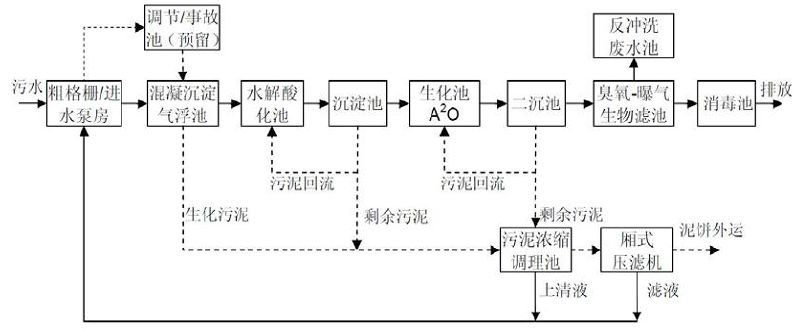 调节/事故
池（预留）
反冲洗
废水池
污水
粗格栅/进
水泵房
混凝沉淀
气浮池
水解酸
化池
沉淀池
生化池
A²O
二沉池
臭氧-曝气
生物滤池
消毒池
排放
污泥回流
污泥回流
生化污泥
剩余污泥
剩余污泥
污泥浓缩
调理池
厢式
压滤机
泥饼外运
上清液
滤液